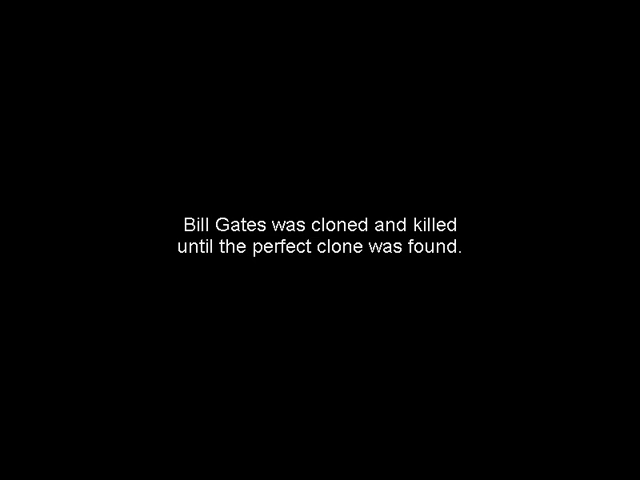 Bill Gates was cloned and killed
until the perfect clone was found.